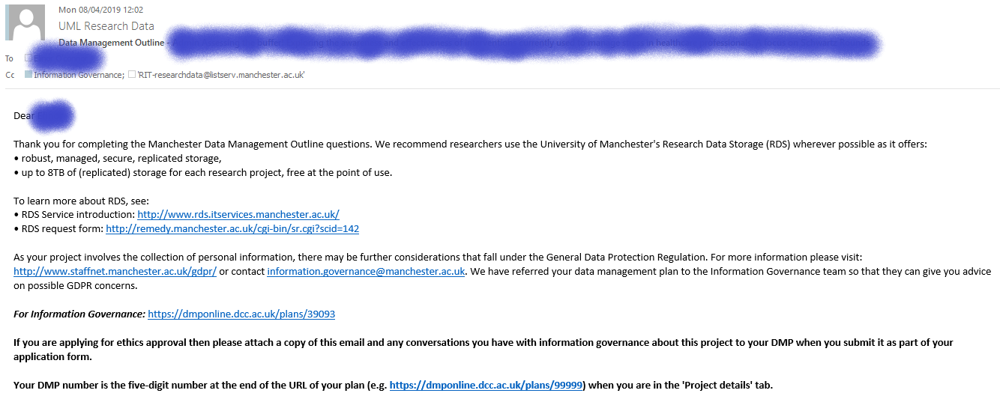 Mon 08/04/2019 12:02
UML Research Data
Data Management Outline -
To
Cc Information Governance; 'RIT-researchdata@listserv.manchester.ac.uk'
Dear
Thank you for completing the Manchester Data Management Outline questions. We recommend researchers use the University of Manchester's Research Data Storage (RDS) wherever possible as it offers:
• robust, managed, secure, replicated storage,
• up to 8TB of (replicated) storage for each research project, free at the point of use.
To learn more about RDS, see:
• RDS Service introduction: http://www.rds.itservices.manchester.ac.uk/
• RDS request form: http://remedy.manchester.ac.uk/cgi-bin/sr.cgi?scid=142
As your project involves the collection of personal information, there may be further considerations that fall under the General Data Protection Regulation. For more information please visit:
http://www.staffnet.manchester.ac.uk/gdpr/ or contact information.governance@manchester.ac.uk. We have referred your data management plan to the Information Governance team so that they can give you advice
on possible GDPR concerns.
For Information Governance: https://dmponline.dcc.ac.uk/plans/39093
If you are applying for ethics approval then please attach a copy of this email and any conversations you have with information governance about this project to your DMP when you submit it as part of your
application form.
Your DMP number is the five-digit number at the end of the URL of your plan (e.g. https://dmponline.dcc.ac.uk/plans/99999) when you are in the 'Project details' tab.